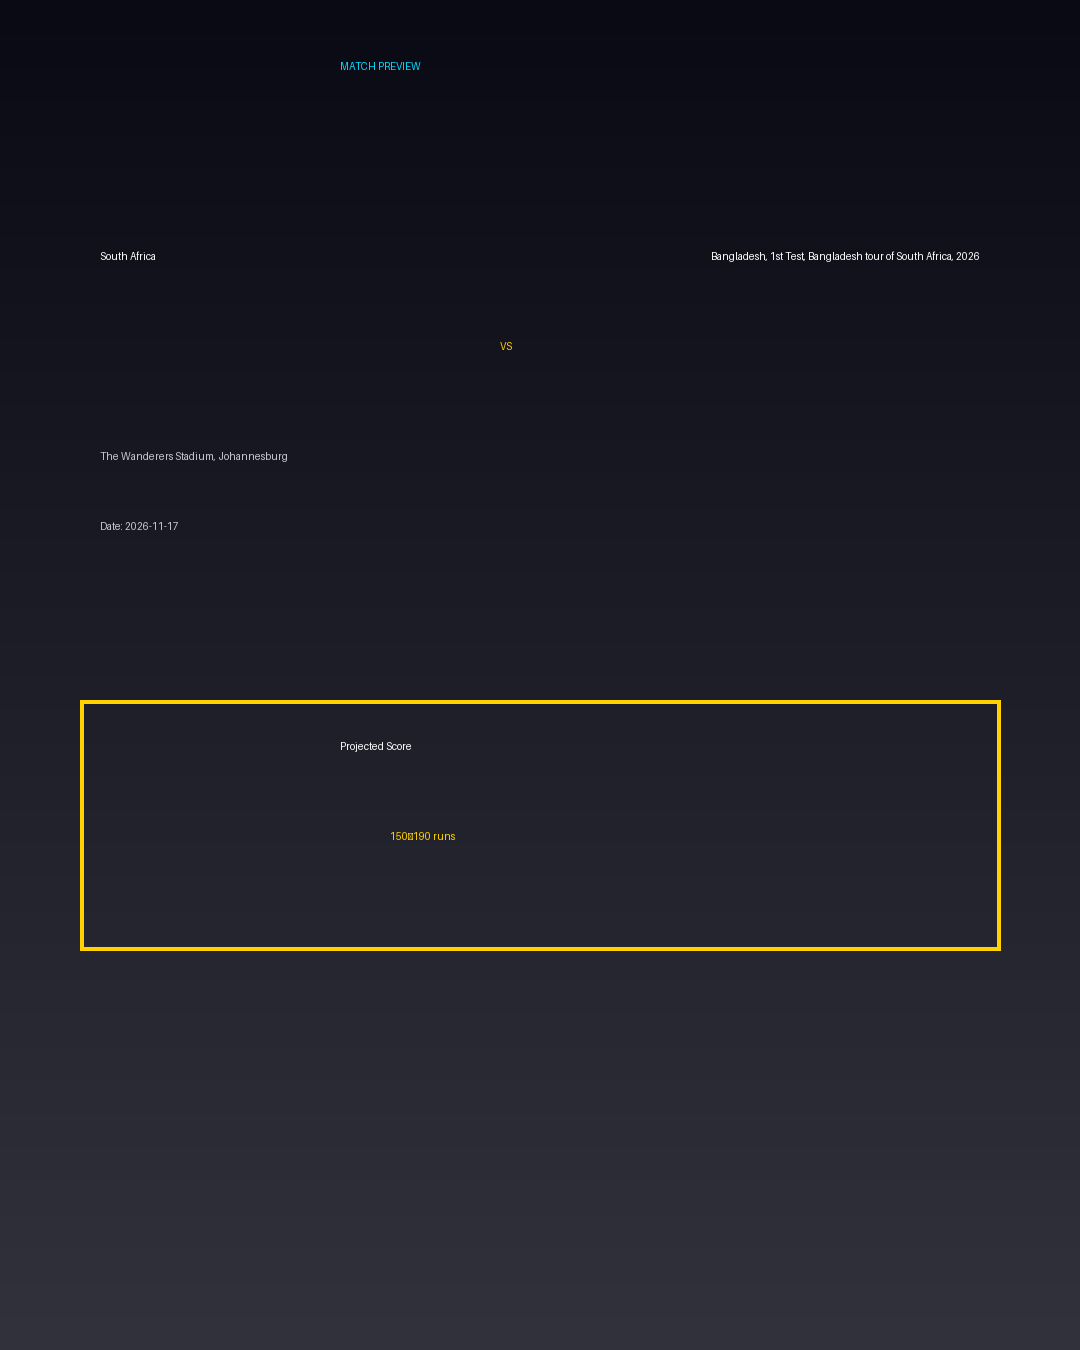 MATCH PREVIEW
South Africa
Bangladesh, 1st Test, Bangladesh tour of South Africa, 2026
VS
The Wanderers Stadium, Johannesburg
Date: 2026-11-17
Projected Score
150▯190 runs